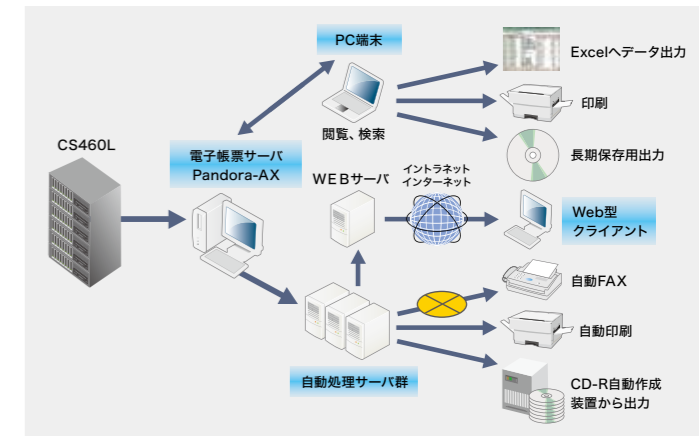 PC端末
Excelへデータ出力
印刷
閲覧、検索
長期保存用出力
CS460L
電子帳票サーバ
Pandora-AX
WEBサーバ
イントラネット
インターネット
Web型
クライアント
自動FAX
自動印刷
自動処理サーバ群
CD-R自動作成
装置から出力